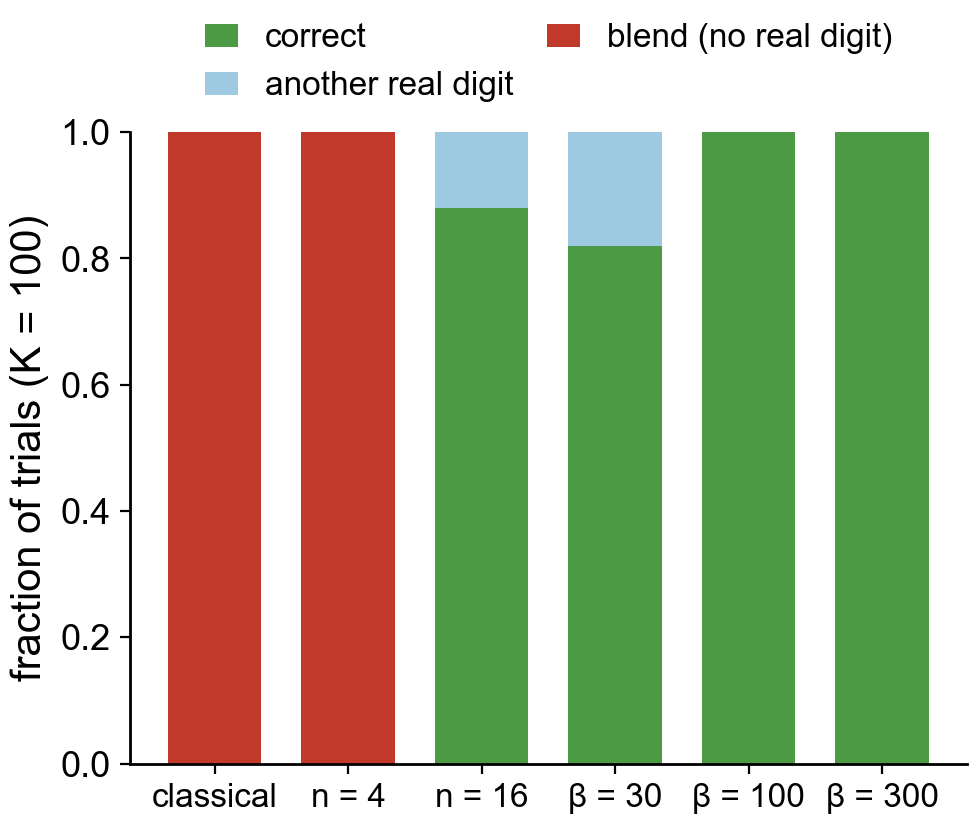 correct
blend (no real digit)
another real digit
fraction of trials (K = 100)
1.0
0.8
0.6
0.4
0.2
0.0
classical
n = 4
n = 16
β = 30
β = 100
β = 300